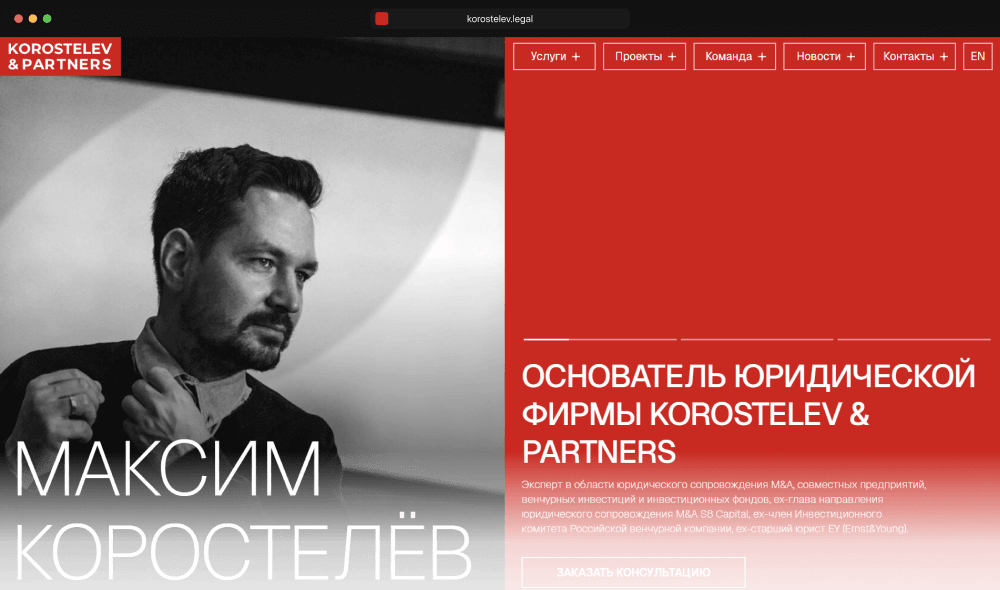 korostelev.legal
KOROSTELEV
& PARTNERS
Услуги +
Проекты +
Команда +
Новости +
Контакты +
EN
МАКСИМ
КОРОСТЕЛЁВ
ОСНОВАТЕЛЬ ЮРИДИЧЕСКОЙ
ФИРМЫ KOROSTELEV &
PARTNERS
Эксперт в области юридического сопровождения M&A, совместных предприятий,
венчурных инвестиций и инвестиционных фондов, ex-глава направления
юридического сопровождения M&A S8 Capital, ex-член Инвестиционного
комитета Российской венчурной компании, ex-старший юрист EY (Ernst&Young).
ЗАКАЗАТЬ КОНСУЛЬТАЦИЮ